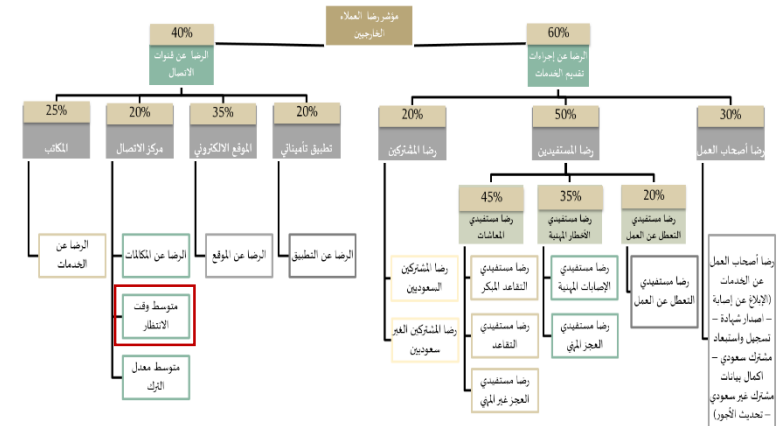 مؤشر رضا العملاء
الخارجيين
60%
الرضا عن إجراءات
تقديم الخدمات
40%
الرضا عن قنوات
الاتصال
30%
رضا أصحاب العمل
50%
رضا المستفيدين
20%
رضا المشتركين
20%
تطبيق تأميناتي
35%
الموقع الالكتروني
20%
مركز الاتصال
25%
المكاتب
20%
رضا مستفيدي
التعطل عن العمل
35%
رضا مستفيدي
الأخطار المهنية
45%
رضا مستفيدي
المعاشات
رضا أصحاب العمل
عن الخدمات
(الإبلاغ عن إصابة
– اصدار شهادة –
تسجيل واستبعاد
مشترك سعودي –
اكمال بيانات
مشترك غير سعودي
– تحديث الأجور)
رضا مستفيدي
التعطل عن العمل
رضا مستفيدي
الإصابات المهنية
رضا مستفيدي
العجز المهني
رضا مستفيدي
التقاعد المبكر
رضا مستفيدي
التقاعد
رضا مستفيدي
العجز غير المهني
رضا المشتركين
السعوديين
رضا المشتركين الغير
سعوديين
الرضا عن التطبيق
الرضا عن الموقع
الرضا عن المكالمات
متوسط وقت
الانتظار
متوسط معدل
الترك
الرضا عن
الخدمات